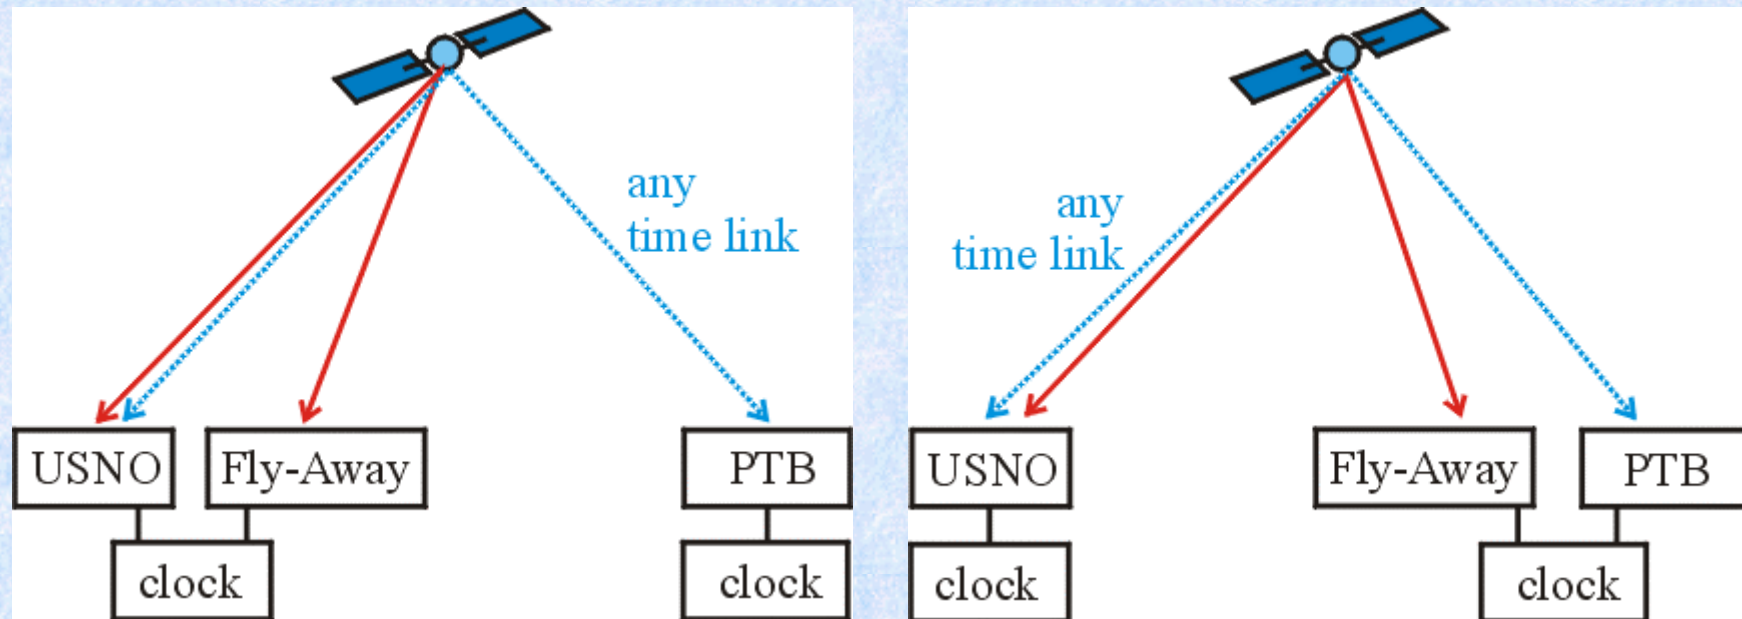 any
time link
USNO
Fly-Away
PTB
clock
clock
any
time link
USNO
Fly-Away
PTB
clock
clock